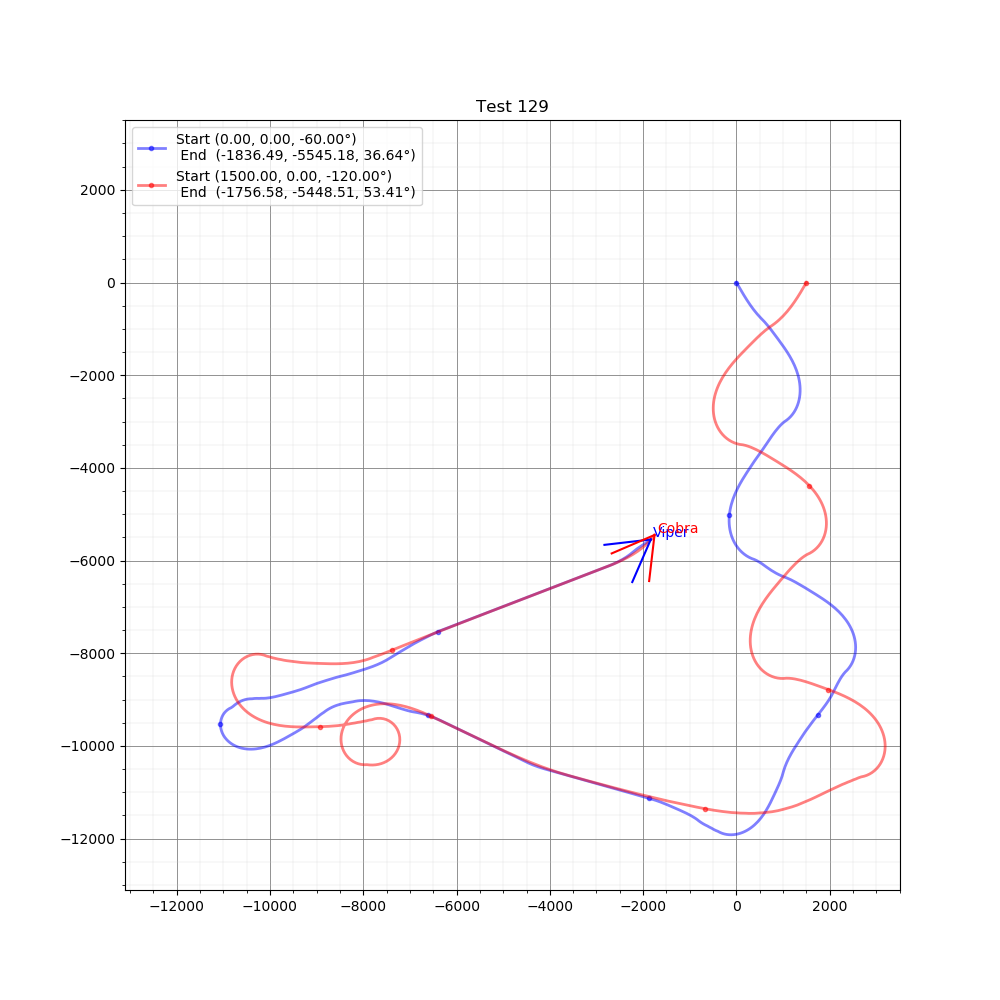 Test 129
Start (0.00, 0.00, -60.00°)
End  (-1836.49, -5545.18, 36.64°)
Start (1500.00, 0.00, -120.00°)
End  (-1756.58, -5448.51, 53.41°)
2000
0
−2000
−4000
−6000
−8000
−10000
−12000
Cobra
Viper
−12000 −10000 −8000 −6000 −4000 −2000 0 2000